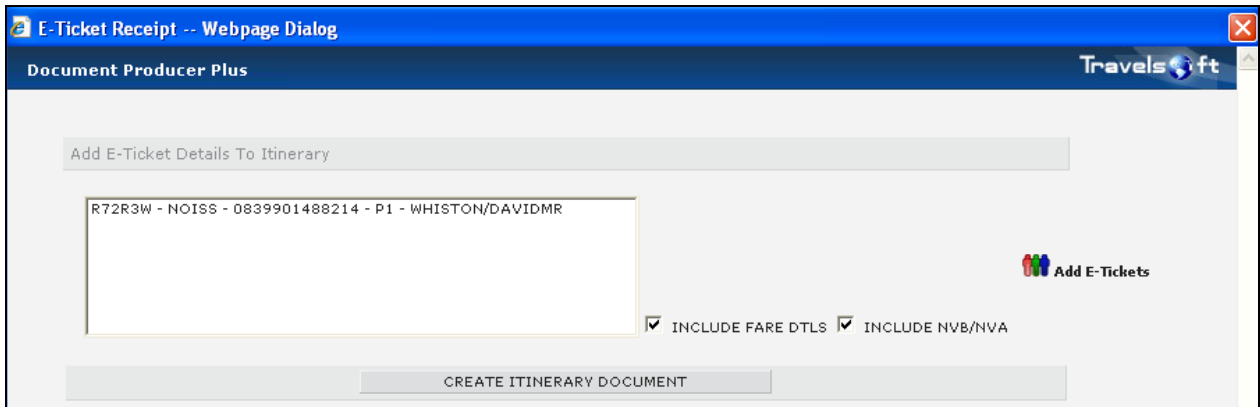 E-Ticket Receipt -- Webpage Dialog
Document Producer Plus
Travelsoft
Add E-Ticket Details To Itinerary
R72R3W - NOISS - 0839901488214 - P1 - WHISTON/DAVIDMR
Add E-Tickets
INCLUDE FARE DTLS INCLUDE NVB/NVA
CREATE ITINERARY DOCUMENT